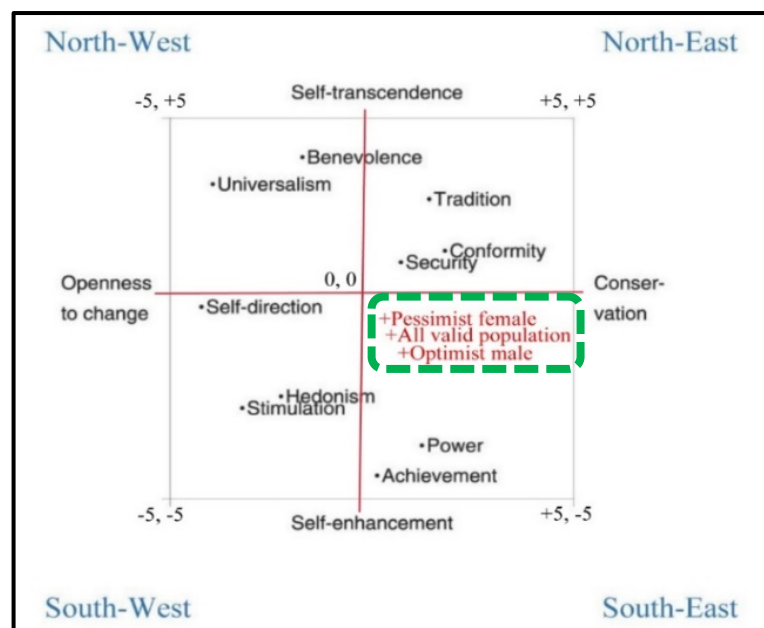 North-West
North-East
Self-transcendence
-5, +5
+5, +5
•Benevolence
•Universalism
•Tradition
•Conformity
•Security
Openness
to change
0, 0
Conser-
vation
•Self-direction
+Pessimist female
+All valid population
+Optimist male
•Hedonism
•Stimulation
•Power
•Achievement
-5, -5
+5, -5
Self-enhancement
South-West
South-East